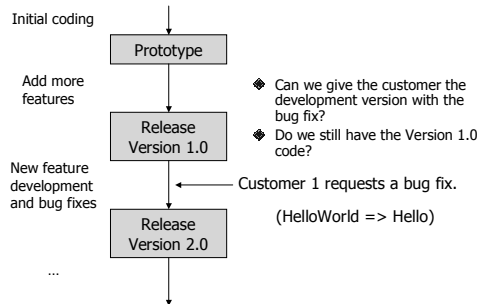 Initial coding
Prototype
Add more
features
Can we give the customer the
development version with the
bug fix?
Do we still have the Version 1.0
code?
Release
Version 1.0
New feature
development
and bug fixes
Customer 1 requests a bug fix.
(HelloWorld => Hello)
Release
Version 2.0
...